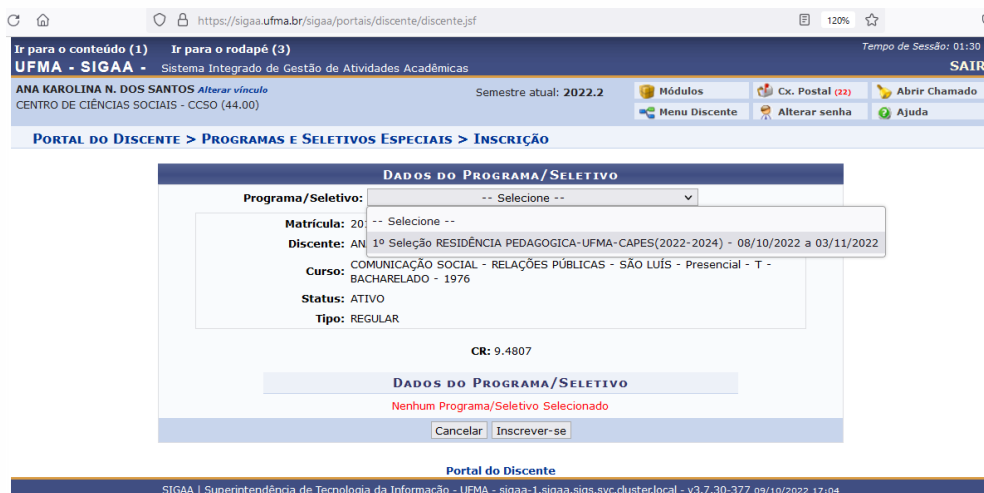 https://sigaa.ufma.br/sigaa/portais/discente/discente.jsf 120%
Ir para o conteúdo (1) Ir para o rodapé (3) Tempo de Sessão: 01:30
UFMA - SIGAA - Sistema Integrado de Gestão de Atividades Acadêmicas SAIR
ANA KAROLINA N. DOS SANTOS Alterar vínculo Semestre atual: 2022.2 Módulos Cx. Postal (22) Abrir Chamado
CENTRO DE CIÊNCIAS SOCIAIS - CCSO (44.00) Menu Discente Alterar senha Ajuda
PORTAL DO DISCENTE > PROGRAMAS E SELETIVOS ESPECIAIS > INSCRIÇÃO
DADOS DO PROGRAMA/SELETIVO
Programa/Seletivo: -- Selecione --
Matrícula: -- Selecione --
Discente: AN 1º Seleção RESIDÊNCIA PEDAGOGICA-UFMA-CAPES(2022-2024) - 08/10/2022 a 03/11/2022
Curso: COMUNICAÇÃO SOCIAL - RELAÇÕES PÚBLICAS - SÃO LUÍS - Presencial - T -
BACHARELADO - 1976
Status: ATIVO
Tipo: REGULAR
CR: 9.4807
DADOS DO PROGRAMA/SELETIVO
Nenhum Programa/Seletivo Selecionado
Cancelar Inscrever-se
Portal do Discente
SIGAA | Superintendência de Tecnologia da Informação - UFMA - sigaa-1.sigaa.sigs.svc.cluster.local - v3.7.30-377 09/10/2022 17:04